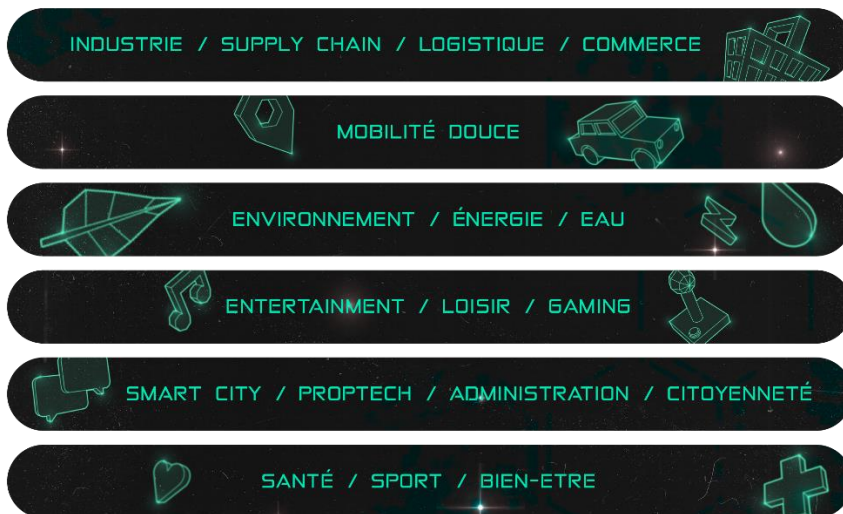 INDUSTRIE / SUPPLY CHAIN / LOGISTIQUE / COMMERCE
MOBILITÉ DOUCE
ENVIRONNEMENT / ÉNERGIE / EAU
ENTERTAINMENT / LOISIR / GAMING
SMART CITY / PROPTECH / ADMINISTRATION / CITOYENNETÉ
SANTÉ / SPORT / BIEN-ETRE